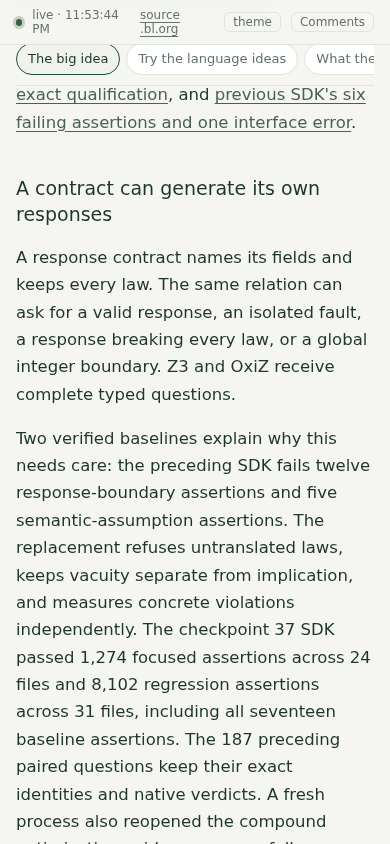 live · 11:53:44 PM
source .bl.org
theme
Comments
The big idea
Try the language ideas
What the
exact qualification, and previous SDK's six
failing assertions and one interface error.
A contract can generate its own
responses
A response contract names its fields and
keeps every law. The same relation can
ask for a valid response, an isolated fault,
a response breaking every law, or a global
integer boundary. Z3 and OxiZ receive
complete typed questions.
Two verified baselines explain why this
needs care: the preceding SDK fails twelve
response-boundary assertions and five
semantic-assumption assertions. The
replacement refuses untranslated laws,
keeps vacuity separate from implication,
and measures concrete violations
independently. The checkpoint 37 SDK
passed 1,274 focused assertions across 24
files and 8,102 regression assertions
across 31 files, including all seventeen
baseline assertions. The 187 preceding
paired questions keep their exact
identities and native verdicts. A fresh
process also reopened the compound